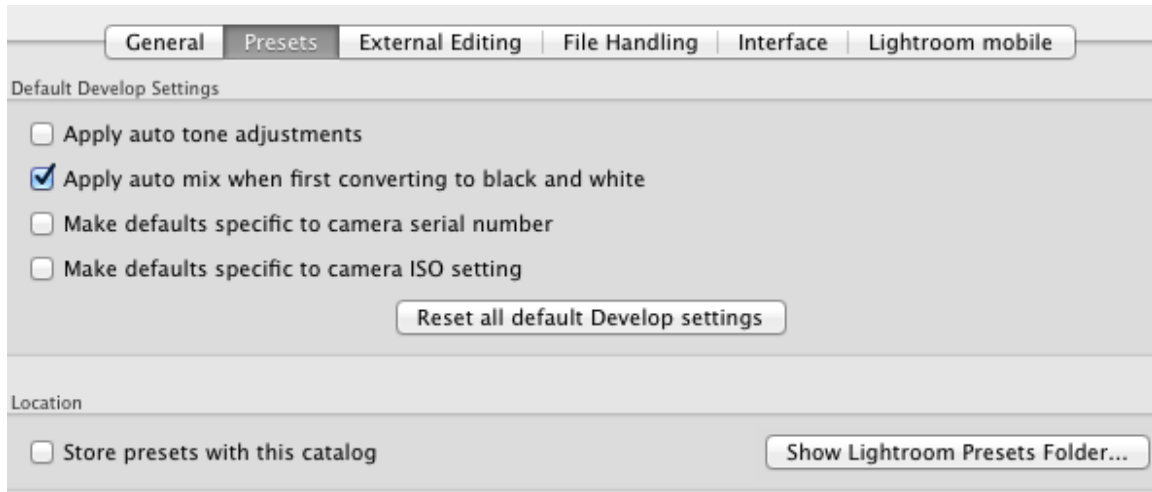 General Presets External Editing File Handling Interface Lightroom mobile
Default Develop Settings
Apply auto tone adjustments
Apply auto mix when first converting to black and white
Make defaults specific to camera serial number
Make defaults specific to camera ISO setting
Reset all default Develop settings
Location
Store presets with this catalog Show Lightroom Presets Folder...